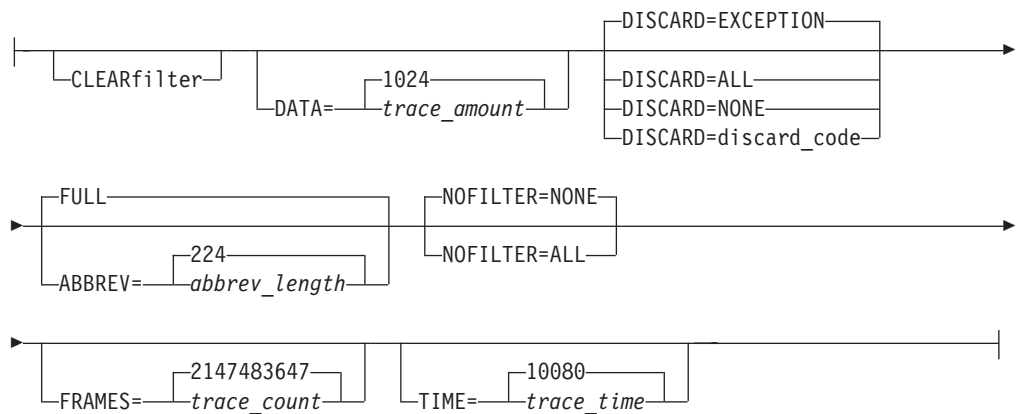 DISCARD=EXCEPTION
CLEARfilter
DATA=
1024
trace_amount
DISCARD=ALL
DISCARD=NONE
DISCARD=discard_code
FULL
ABBREV=
224
abbrev_length
NOFILTER=NONE
NOFILTER=ALL
FRAMES=
2147483647
trace_count
TIME=
10080
trace_time